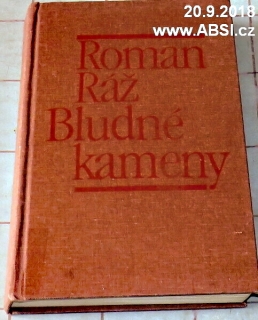 20.9.2018
www.ABSI.cz
Roman
Ráž
Bludné
kameny